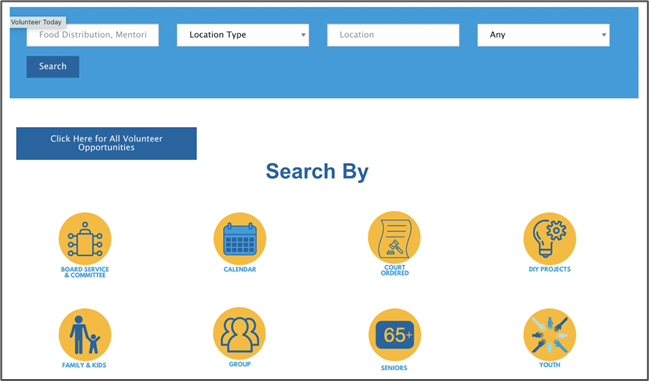 Volunteer Today
Food Distribution, Mentori
Location Type
Location
Any
Search
Click Here for All Volunteer
Opportunities
Search By
BOARD SERVICE
& COMMITTEE
CALENDAR
COURT
ORDERED
DIY PROJECTS
FAMILY & KIDS
GROUP
65+
SENIORS
YOUTH